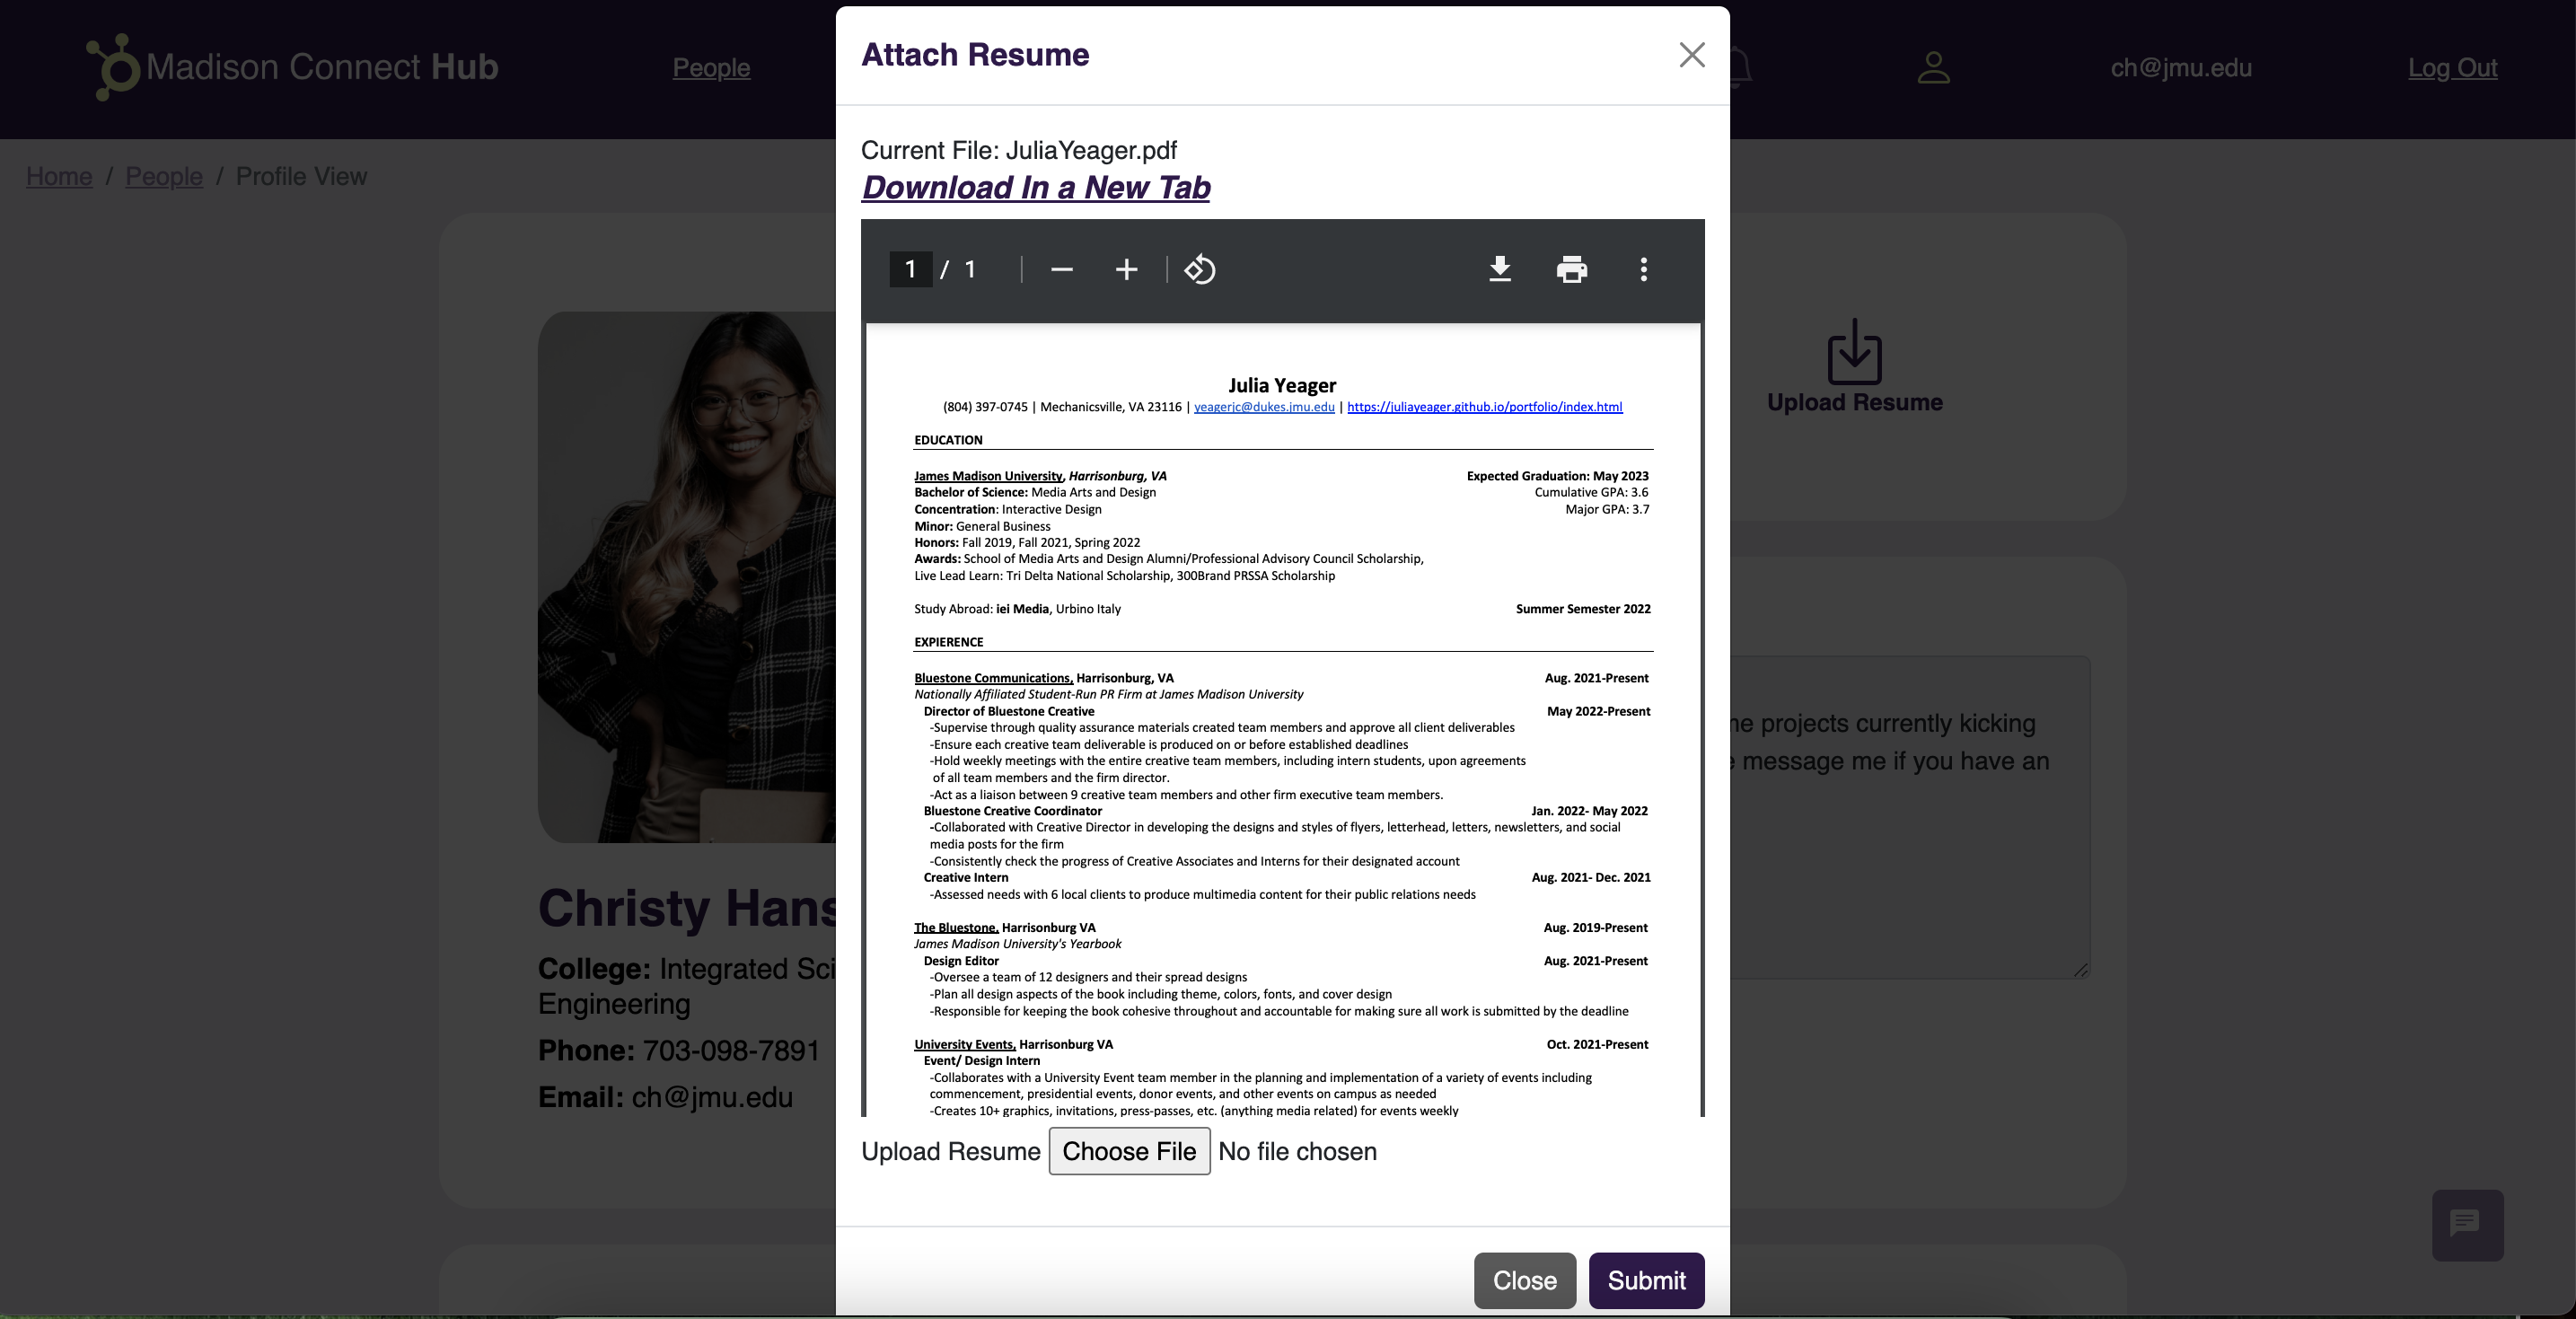 Madison Connect Hub
People
ch@jmu.edu
Log Out
Home / People / Profile View
Attach Resume
Current File: JuliaYeager.pdf
Download In a New Tab
1 / 1
Julia Yeager
(804) 397-0745 | Mechanicsville, VA 23116 | yeagerjc@dukes.jmu.edu | https://juliayeager.github.io/portfolio/index.html
EDUCATION
James Madison University, Harrisonburg, VA Expected Graduation: May 2023
Bachelor of Science: Media Arts and Design Cumulative GPA: 3.6
Concentration: Interactive Design Major GPA: 3.7
Minor: General Business
Honors: Fall 2019, Fall 2021, Spring 2022
Awards: School of Media Arts and Design Alumni/Professional Advisory Council Scholarship,
Live Lead Learn: Tri Delta National Scholarship, 300Brand PRSSA Scholarship
Study Abroad: iei Media, Urbino Italy Summer Semester 2022
EXPIERENCE
Bluestone Communications, Harrisonburg, VA Aug. 2021-Present
Nationally Affiliated Student-Run PR Firm at James Madison University
Director of Bluestone Creative May 2022-Present
-Supervise through quality assurance materials created team members and approve all client deliverables
-Ensure each creative team deliverable is produced on or before established deadlines
-Hold weekly meetings with the entire creative team members, including intern students, upon agreements
of all team members and the firm director.
-Act as a liaison between 9 creative team members and other firm executive team members.
Bluestone Creative Coordinator Jan. 2022- May 2022
-Collaborated with Creative Director in developing the designs and styles of flyers, letterhead, letters, newsletters, and social
media posts for the firm
-Consistently check the progress of Creative Associates and Interns for their designated account
Creative Intern Aug. 2021- Dec. 2021
-Assessed needs with 6 local clients to produce multimedia content for their public relations needs
The Bluestone, Harrisonburg VA Aug. 2019-Present
James Madison University's Yearbook
Design Editor Aug. 2021-Present
-Oversee a team of 12 designers and their spread designs
-Plan all design aspects of the book including theme, colors, fonts, and cover design
-Responsible for keeping the book cohesive throughout and accountable for making sure all work is submitted by the deadline
University Events, Harrisonburg VA Oct. 2021-Present
Event/ Design Intern
-Collaborates with a University Event team member in the planning and implementation of a variety of events including
commencement, presidential events, donor events, and other events on campus as needed
-Creates 10+ graphics, invitations, press-passes, etc. (anything media related) for events weekly
Upload Resume Choose File No file chosen
Close Submit
Christy Hans
College: Integrated Sci
Engineering
Phone: 703-098-7891
Email: ch@jmu.edu
Upload Resume
projects currently kicking
message me if you have an